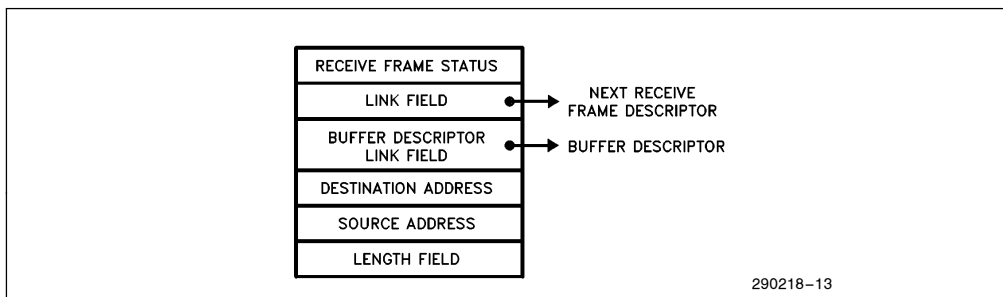 RECEIVE FRAME STATUS
LINK FIELD
NEXT RECEIVE
FRAME DESCRIPTOR
BUFFER DESCRIPTOR
LINK FIELD
BUFFER DESCRIPTOR
DESTINATION ADDRESS
SOURCE ADDRESS
LENGTH FIELD
290218–13